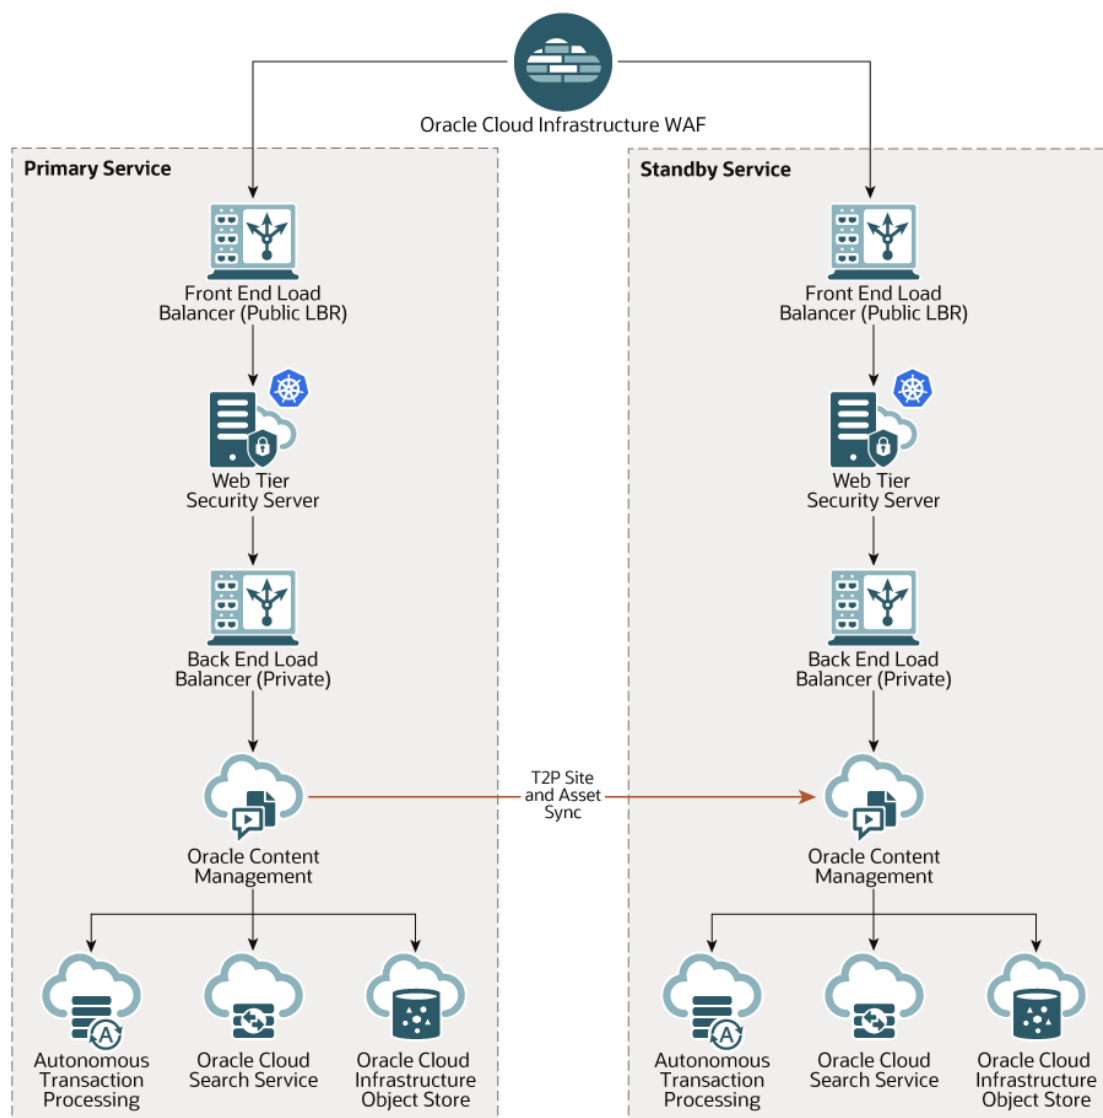 Oracle Cloud Infrastructure WAF
Primary Service
Front End Load
Balancer (Public LBR)
Web Tier
Security Server
Back End Load
Balancer (Private)
Oracle Content
Management
Autonomous
Transaction
Processing
A
Oracle Cloud
Search Service
Oracle Cloud
Infrastructure
Object Store
T2P Site
and Asset
Sync
Standby Service
Front End Load
Balancer (Public LBR)
Web Tier
Security Server
Back End Load
Balancer (Private)
Oracle Content
Management
Autonomous
Transaction
Processing
A
Oracle Cloud
Search Service
Oracle Cloud
Infrastructure
Object Store